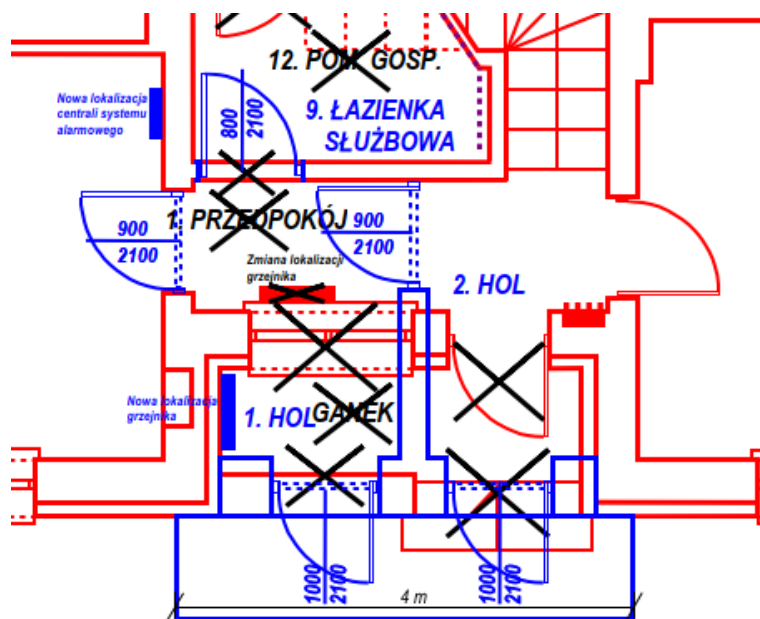 12. POM. GOSP.
Nowa lokalizacja
centrali systemu
alarmowego
800
2100
9. ŁAZIENKA
SŁUŻBOWA
1. PRZEDPOKÓJ
900
2100
900
2100
Zmiana lokalizacji
grzejnika
2. HOL
Nowa lokalizacja
grzejnika
1. HOL
GANEK
1000
2100
1000
2100
4 m